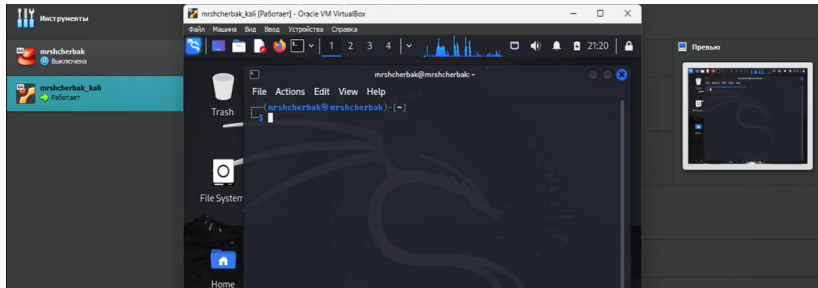 Инструменты
mrshcherbak
Выключена
mrshcherbak_kali
Работает
mrshcherbak_kali [Работает] - Oracle VM VirtualBox
Файл Машина Вид Ввод Устройства Справка
1 2 3 4
21:20
mrshcherbak@mrshcherbak: ~
File Actions Edit View Help
(mrshcherbak㉿mrshcherbak)-[~]
$
Trash
File System
Home
Превью